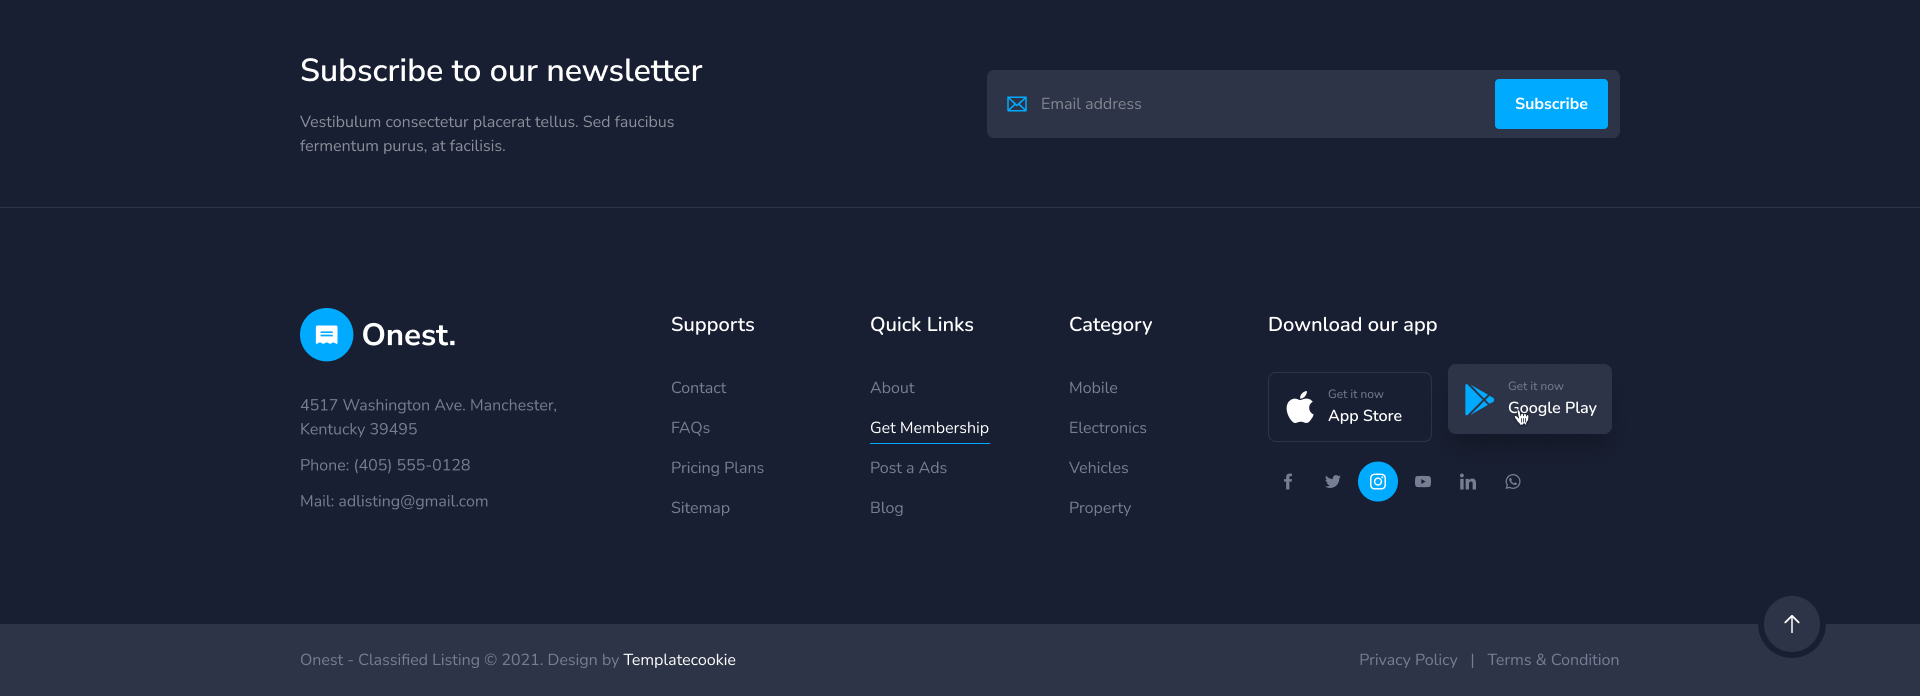 Subscribe to our newsletter
Vestibulum consectetur placerat tellus. Sed faucibus
fermentum purus, at facilisis.
Email address
Subscribe
Onest.
4517 Washington Ave. Manchester,
Kentucky 39495
Phone: (405) 555-0128
Mail: adlisting@gmail.com
Supports
Contact
FAQs
Pricing Plans
Sitemap
Quick Links
About
Get Membership
Post a Ads
Blog
Category
Mobile
Electronics
Vehicles
Property
Download our app
Get it now
App Store
Get it now
Google Play
Onest - Classified Listing © 2021. Design by Templatecookie
Privacy Policy | Terms & Condition